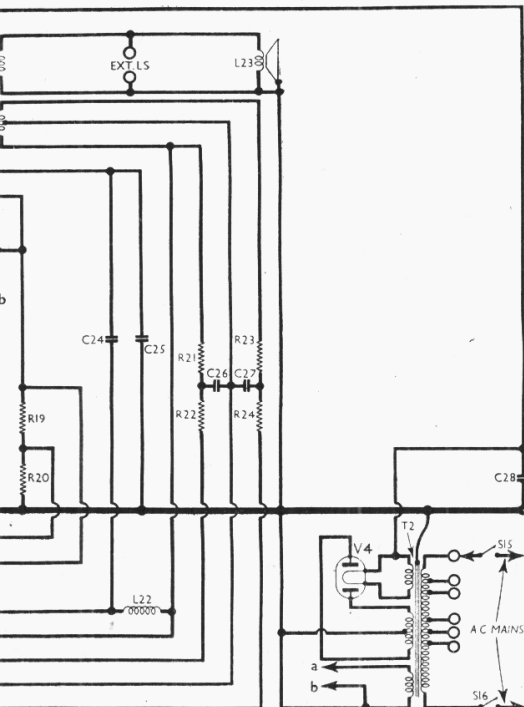 EXT. LS
L23
b
C24
C25
R21
R23
C26
C27
R22
R24
R19
R20
C28
T2
V4
S15
L22
A C MAINS
a
b
S16